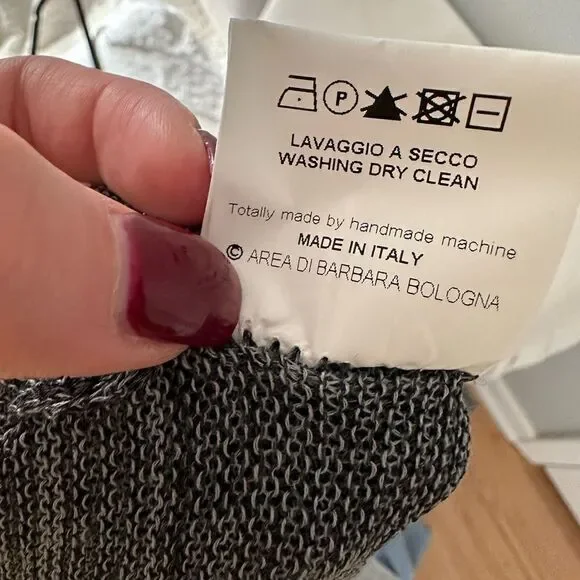 P
LAVAGGIO A SECCO
WASHING DRY CLEAN
Totally made by handmade machine
MADE IN ITALY
© AREA DI BARBARA BOLOGNA